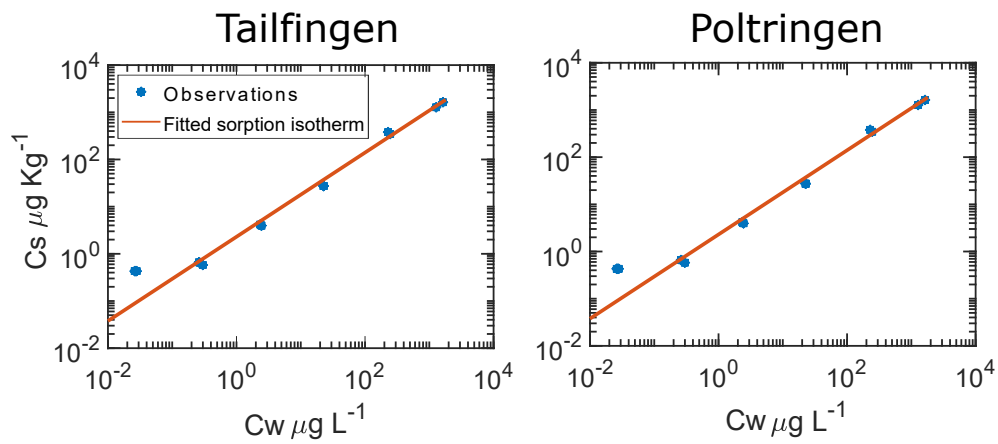 Tailfingen
10^4
10^2
10^0
10^-2
Cs μg Kg^-1
Observations
Fitted sorption isotherm
10^-2 10^0 10^2 10^4
Cw μg L^-1
Poltringen
10^4
10^2
10^0
10^-2
10^-2 10^0 10^2 10^4
Cw μg L^-1